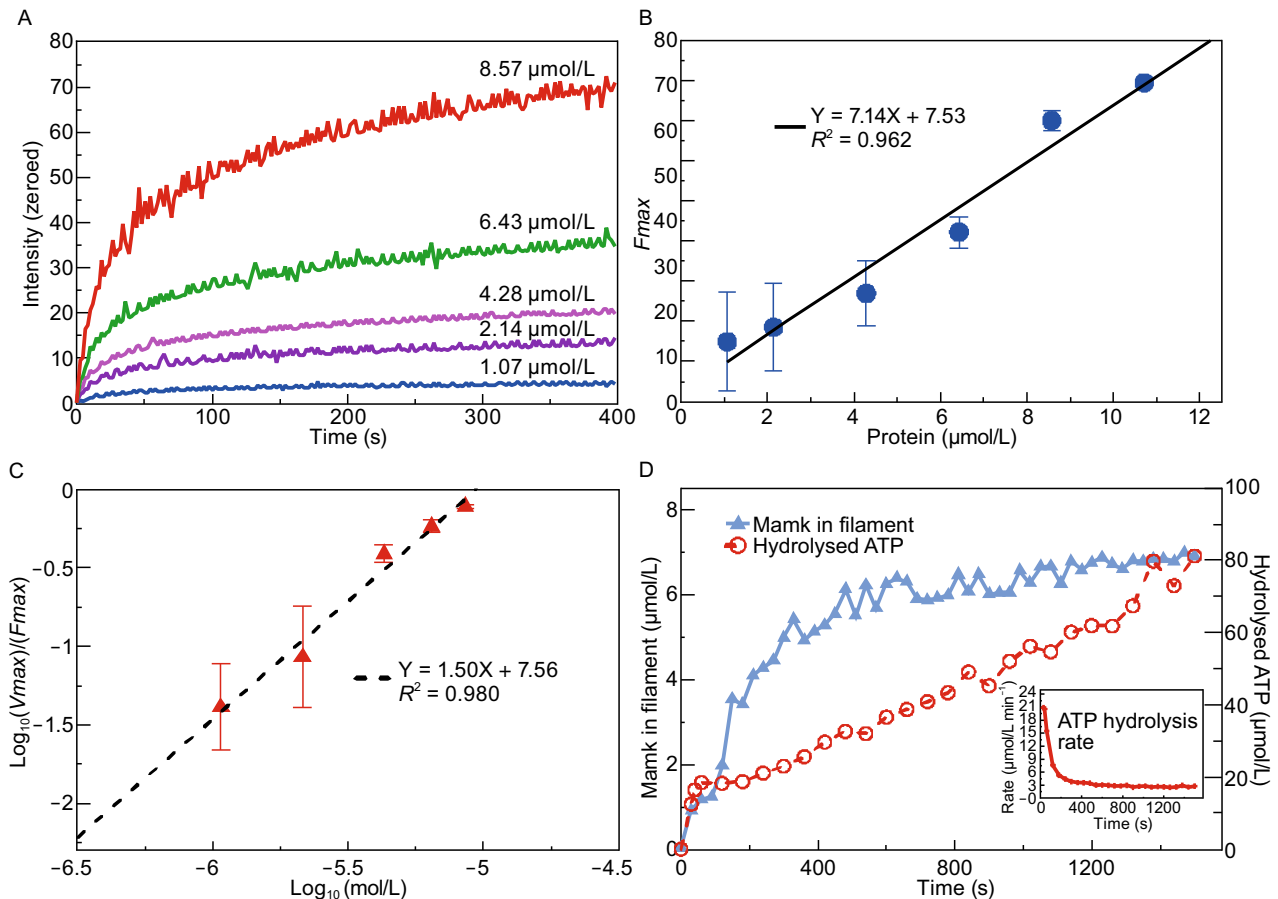 A
80
70
60
50
40
30
20
10
0
Intensity (zeroed)
8.57 µmol/L
6.43 µmol/L
4.28 µmol/L
2.14 µmol/L
1.07 µmol/L
0 100 200 300 400
Time (s)
B
80
70
60
50
40
30
20
10
0
Fmax
Y = 7.14X + 7.53
R² = 0.962
0 2 4 6 8 10 12
Protein (µmol/L)
C
0
−0.5
−1
−1.5
−2
Log₁₀(Vmax)/(Fmax)
Y = 1.50X + 7.56
R² = 0.980
−6.5 −6 −5.5 −5 −4.5
Log₁₀(mol/L)
D
8
7
6
5
4
3
2
1
0
Mamk in filament (µmol/L)
Mamk in filament
Hydrolysed ATP
100
80
60
40
20
0
Hydrolysed ATP (µmol/L)
0 400 800 1200
Time (s)
24
21
18
15
12
9
6
3
−0
Rate (µmol/L min⁻¹)
ATP hydrolysis
rate
0 400 800 1200
Time (s)